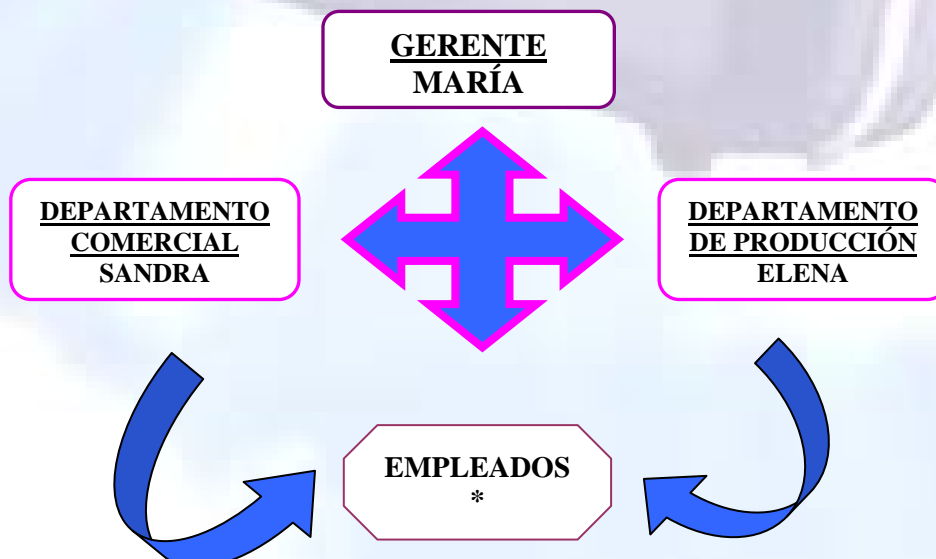 GERENTE
MARÍA
DEPARTAMENTO
COMERCIAL
SANDRA
DEPARTAMENTO
DE PRODUCCIÓN
ELENA
EMPLEADOS
*